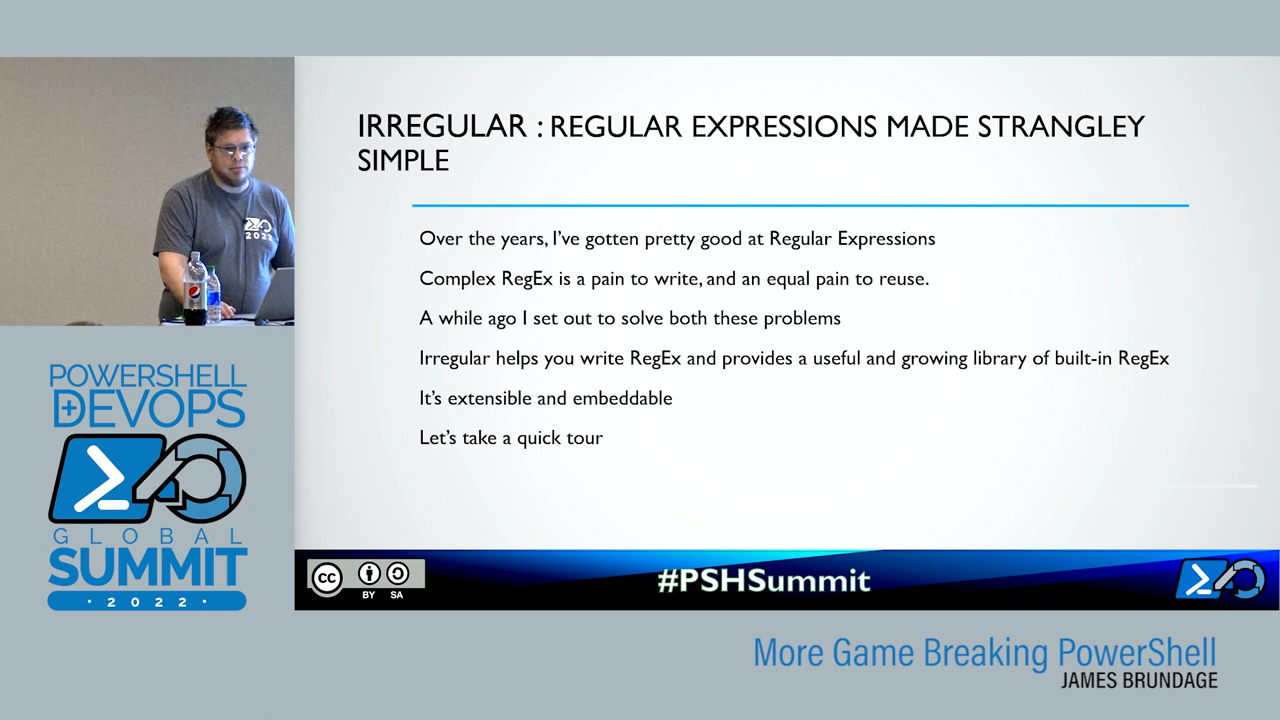 IRREGULAR : REGULAR EXPRESSIONS MADE STRANGLEY
SIMPLE
Over the years, I've gotten pretty good at Regular Expressions
Complex RegEx is a pain to write, and an equal pain to reuse.
A while ago I set out to solve both these problems
Irregular helps you write RegEx and provides a useful and growing library of built-in RegEx
It's extensible and embeddable
Let's take a quick tour
2022
POWERSHELL
+DEVOPS
GLOBAL
SUMMIT
· 2022 ·
CC
BY SA
#PSHSummit
More Game Breaking PowerShell
JAMES BRUNDAGE